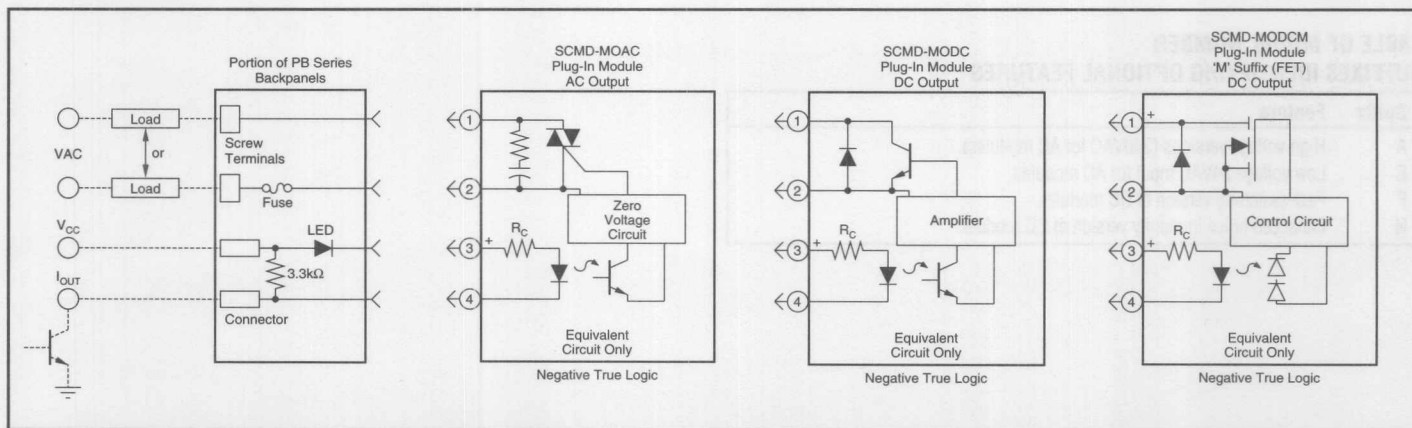 Portion of PB Series
Backpanels
Load
VAC
or
Load
Screw
Terminals
Fuse
VCC
LED
3.3kΩ
IOUT
Connector
SCMD-MOAC
Plug-In Module
AC Output
1
2
3
+
RC
4
Zero
Voltage
Circuit
Equivalent
Circuit Only
Negative True Logic
SCMD-MODC
Plug-In Module
DC Output
1
2
3
+
RC
4
Amplifier
Equivalent
Circuit Only
Negative True Logic
SCMD-MODCM
Plug-In Module
'M' Suffix (FET)
DC Output
1
+
2
3
+
RC
4
Control Circuit
Equivalent
Circuit Only
Negative True Logic